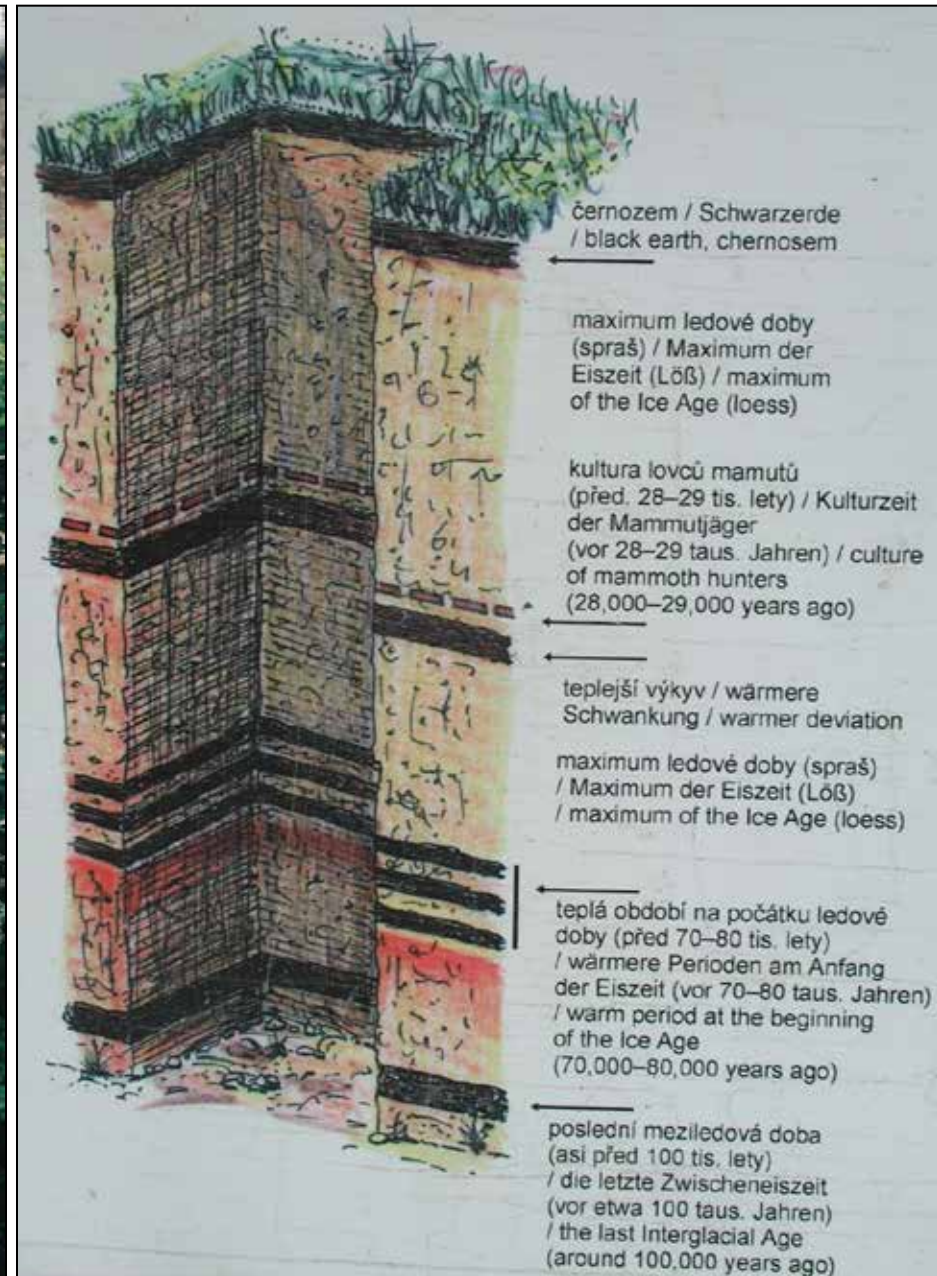 černozem / Schwarzerde
/ black earth, chernosem
maximum ledové doby
(spraš) / Maximum der
Eiszeit (Löß) / maximum
of the Ice Age (loess)
kultura lovců mamutů
(před. 28–29 tis. lety) / Kulturzeit
der Mammutjäger
(vor 28–29 taus. Jahren) / culture
of mammoth hunters
(28,000–29,000 years ago)
teplejší výkyv / wärmere
Schwankung / warmer deviation
maximum ledové doby (spraš)
/ Maximum der Eiszeit (Löß)
/ maximum of the Ice Age (loess)
teplá období na počátku ledové
doby (před 70–80 tis. lety)
/ wärmere Perioden am Anfang
der Eiszeit (vor 70–80 taus. Jahren)
/ warm period at the beginning
of the Ice Age
(70,000–80,000 years ago)
poslední meziledová doba
(asi před 100 tis. lety)
/ die letzte Zwischeneiszeit
(vor etwa 100 taus. Jahren)
/ the last Interglacial Age
(around 100,000 years ago)